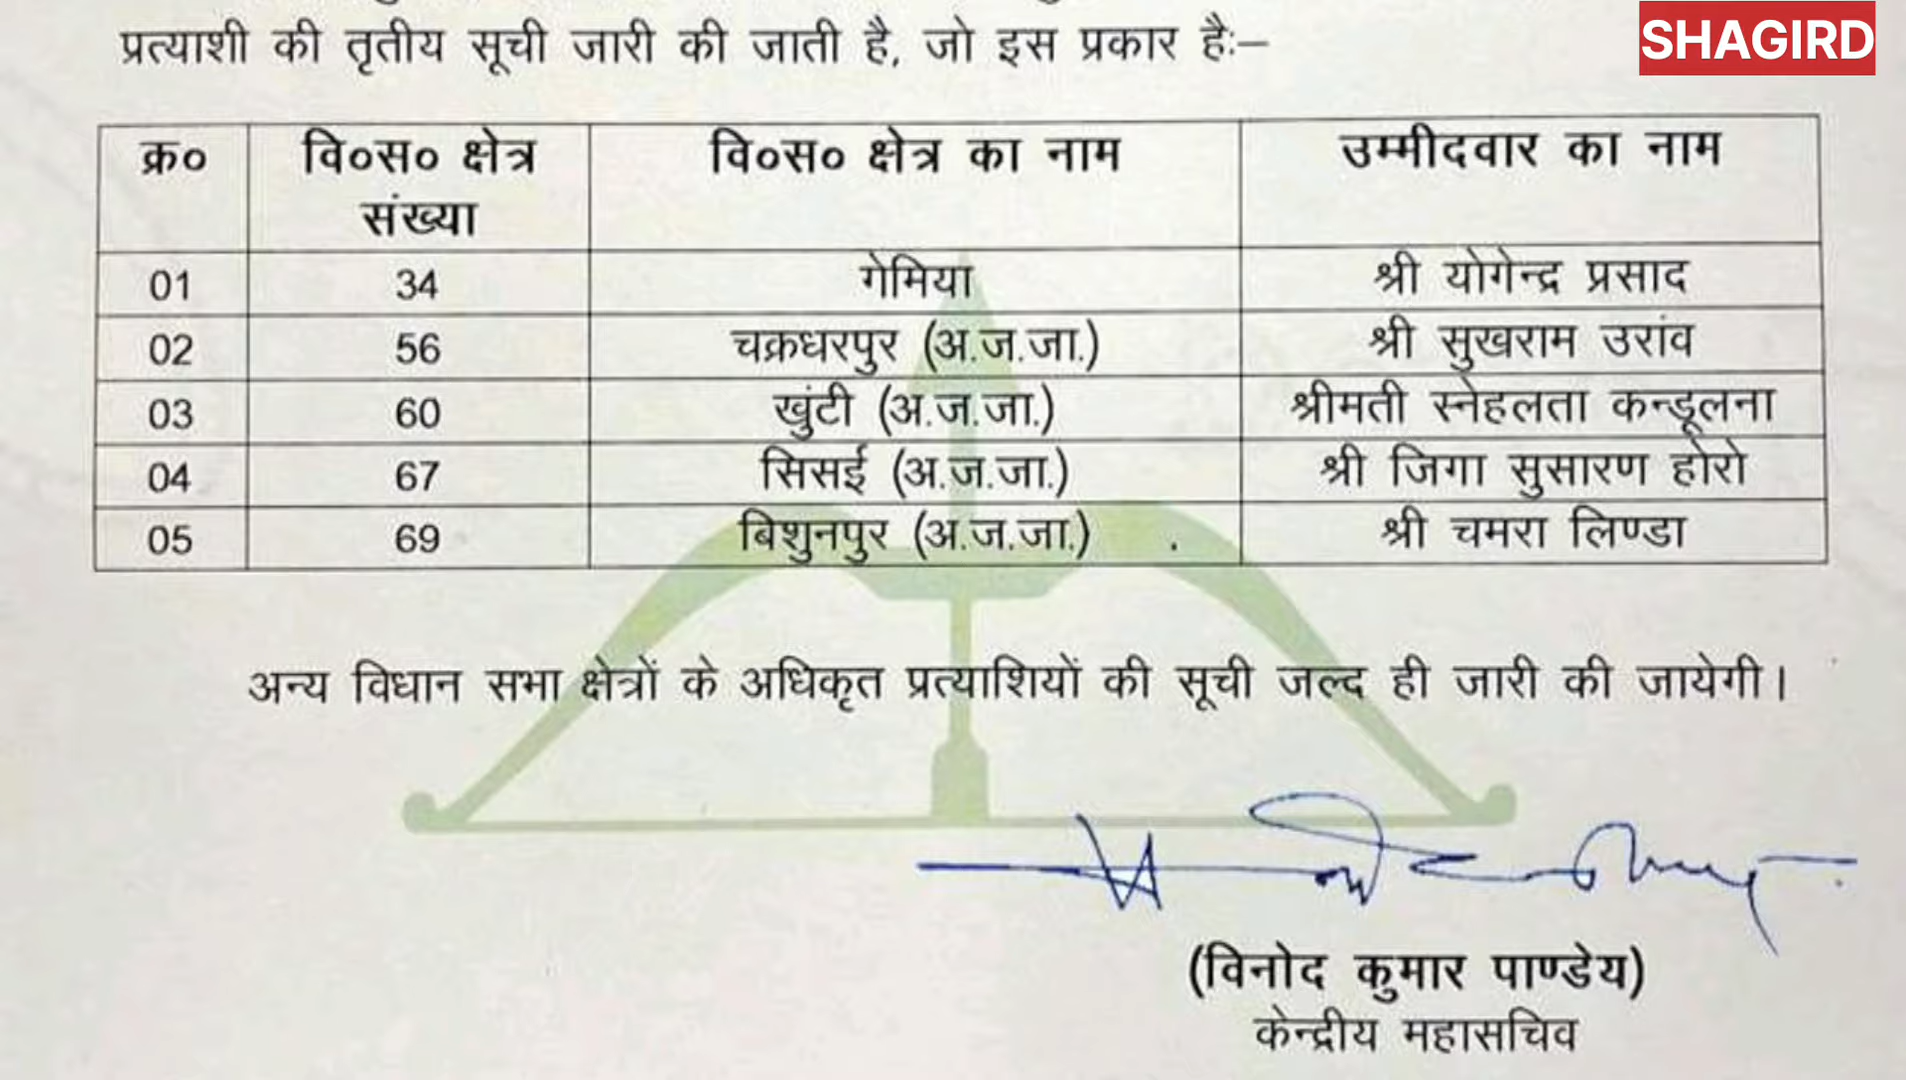 प्रत्याशी की तृतीय सूची जारी की जाती है, जो इस प्रकार है:–
SHAGIRD
क्र० वि०स० क्षेत्र संख्या वि०स० क्षेत्र का नाम उम्मीदवार का नाम
01 34 गेमिया श्री योगेन्द्र प्रसाद
02 56 चक्रधरपुर (अ.ज.जा.) श्री सुखराम उरांव
03 60 खुंटी (अ.ज.जा.) श्रीमती स्नेहलता कन्डूलना
04 67 सिसई (अ.ज.जा.) श्री जिगा सुसारण होरो
05 69 बिशुनपुर (अ.ज.जा.) श्री चमरा लिण्डा
अन्य विधान सभा क्षेत्रों के अधिकृत प्रत्याशियों की सूची जल्द ही जारी की जायेगी।
(विनोद कुमार पाण्डेय)
केन्द्रीय महासचिव